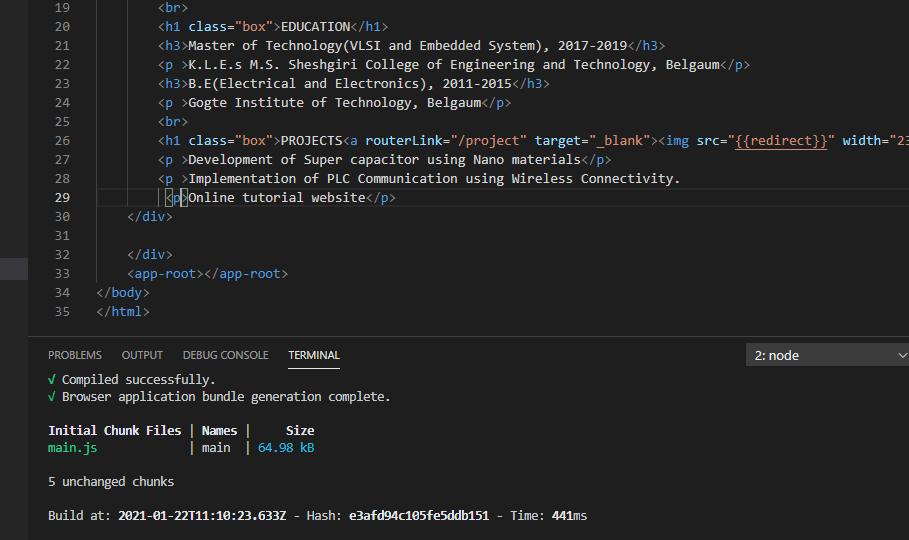 19 <br>
20 <h1 class="box">EDUCATION</h1>
21 <h3>Master of Technology(VLSI and Embedded System), 2017-2019</h3>
22 <p >K.L.E.s M.S. Sheshgiri College of Engineering and Technology, Belgaum</p>
23 <h3>B.E(Electrical and Electronics), 2011-2015</h3>
24 <p >Gogte Institute of Technology, Belgaum</p>
25 <br>
26 <h1 class="box">PROJECTS<a routerLink="/project" target="_blank"><img src="{{redirect}}" width="23
27 <p >Development of Super capacitor using Nano materials</p>
28 <p >Implementation of PLC Communication using Wireless Connectivity.
29 <p>Online tutorial website</p>
30 </div>
31
32 </div>
33 <app-root></app-root>
34 </body>
35 </html>
PROBLEMS OUTPUT DEBUG CONSOLE TERMINAL 2: node
√ Compiled successfully.
√ Browser application bundle generation complete.
Initial Chunk Files | Names | Size
main.js | main | 64.98 kB
5 unchanged chunks
Build at: 2021-01-22T11:10:23.633Z - Hash: e3afd94c105fe5ddb151 - Time: 441ms